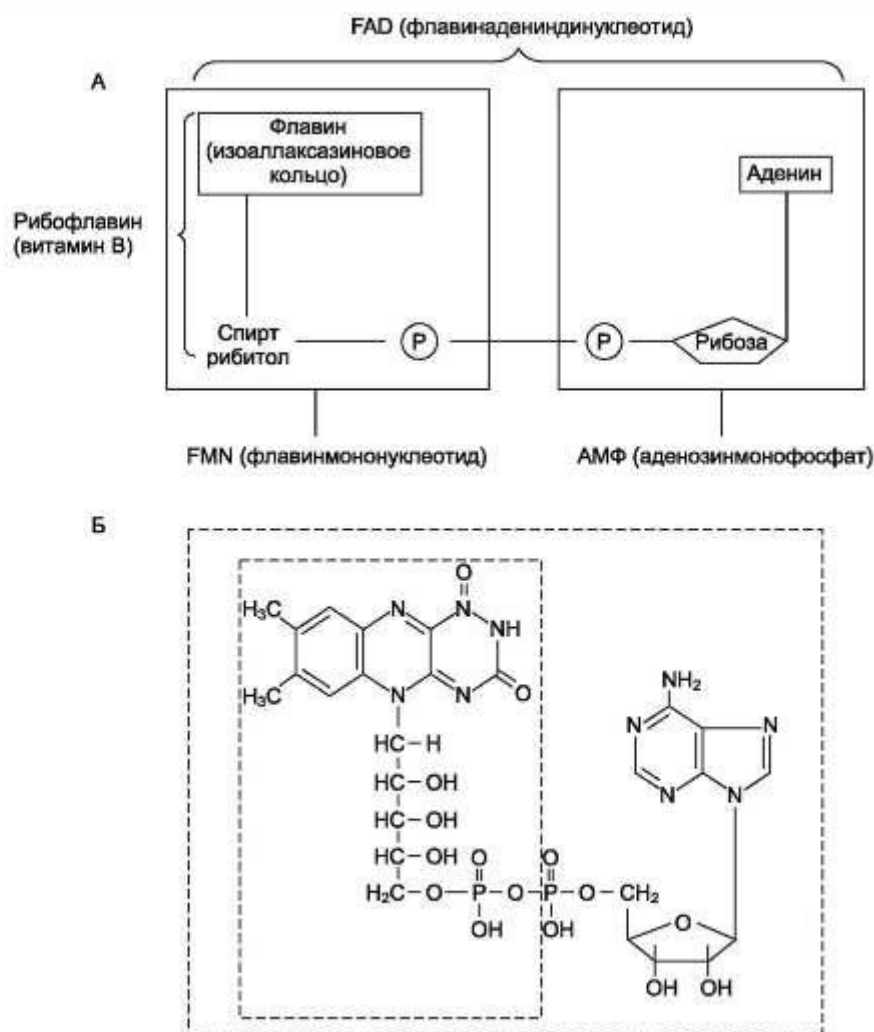 FAD (флавинадениндинуклеотид)
А
Флавин
(изоаллаксазиновое
кольцо)
Аденин
Рибофлавин
(витамин В)
Спирт
рибитол
P
P
Рибоза
FMN (флавинмононуклеотид)
АМФ (аденозинмонофосфат)
Б
O
H₃C
N
N
NH
H₃C
N
N
O
NH₂
HC–H
N
N
HC–OH
HC–OH
N
N
HC–OH
O
O
H₂C–O–P–O–P–O–CH₂
OH
OH
O
OH OH